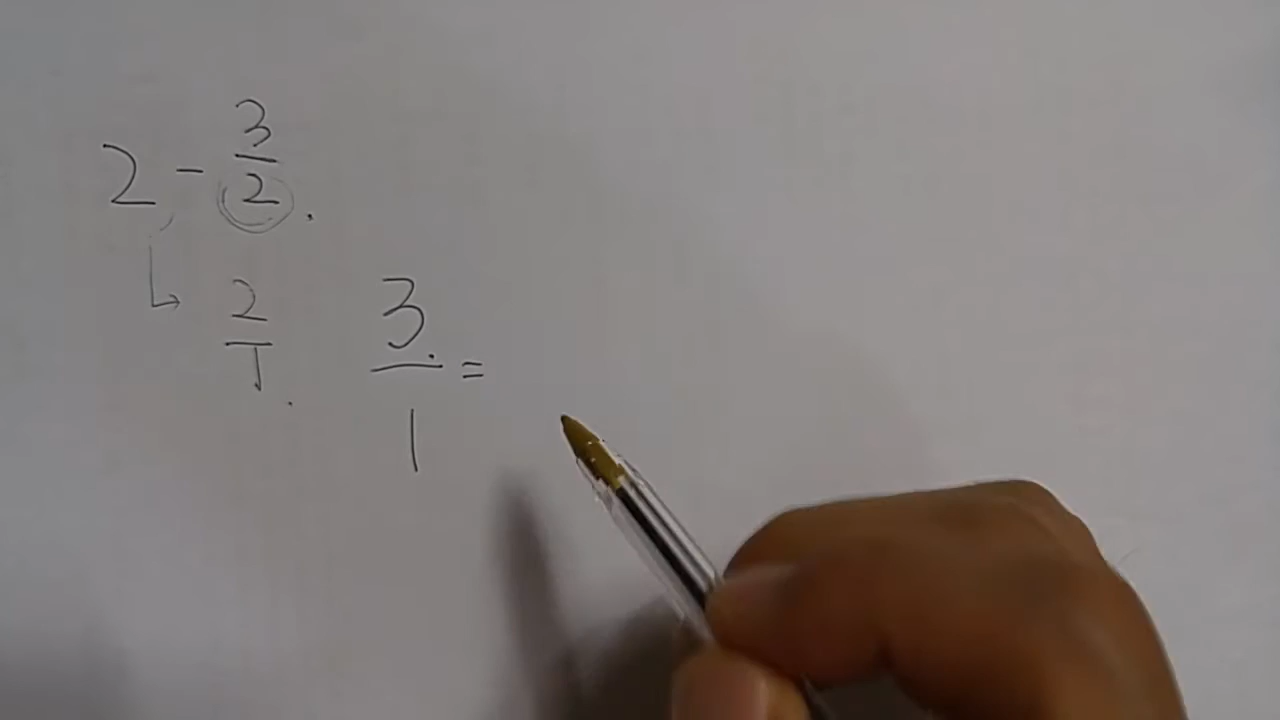 2 - 3/2.
↳ 2/1. 3/1 =